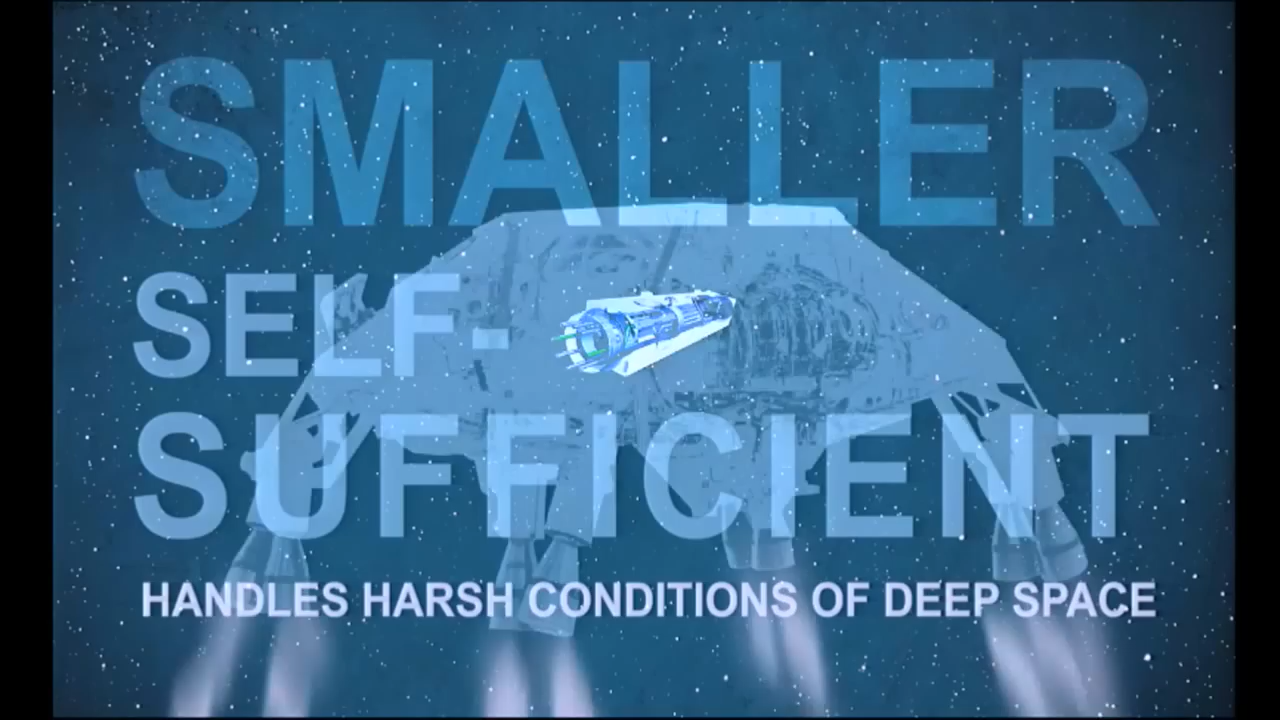 SMALLER
SELF-
SUFFICIENT
HANDLES HARSH CONDITIONS OF DEEP SPACE